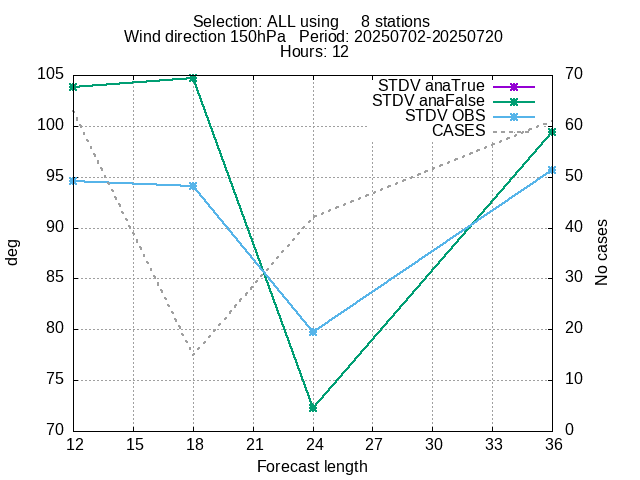 Selection: ALL using     8 stations
Wind direction 150hPa   Period: 20250702-20250720
Hours: 12
105
100
95
90
85
80
75
70
70
60
50
40
30
20
10
0
STDV anaTrue
STDV anaFalse
STDV OBS
CASES
deg
No cases
12 18 21 24 27 30 33 36
Forecast length